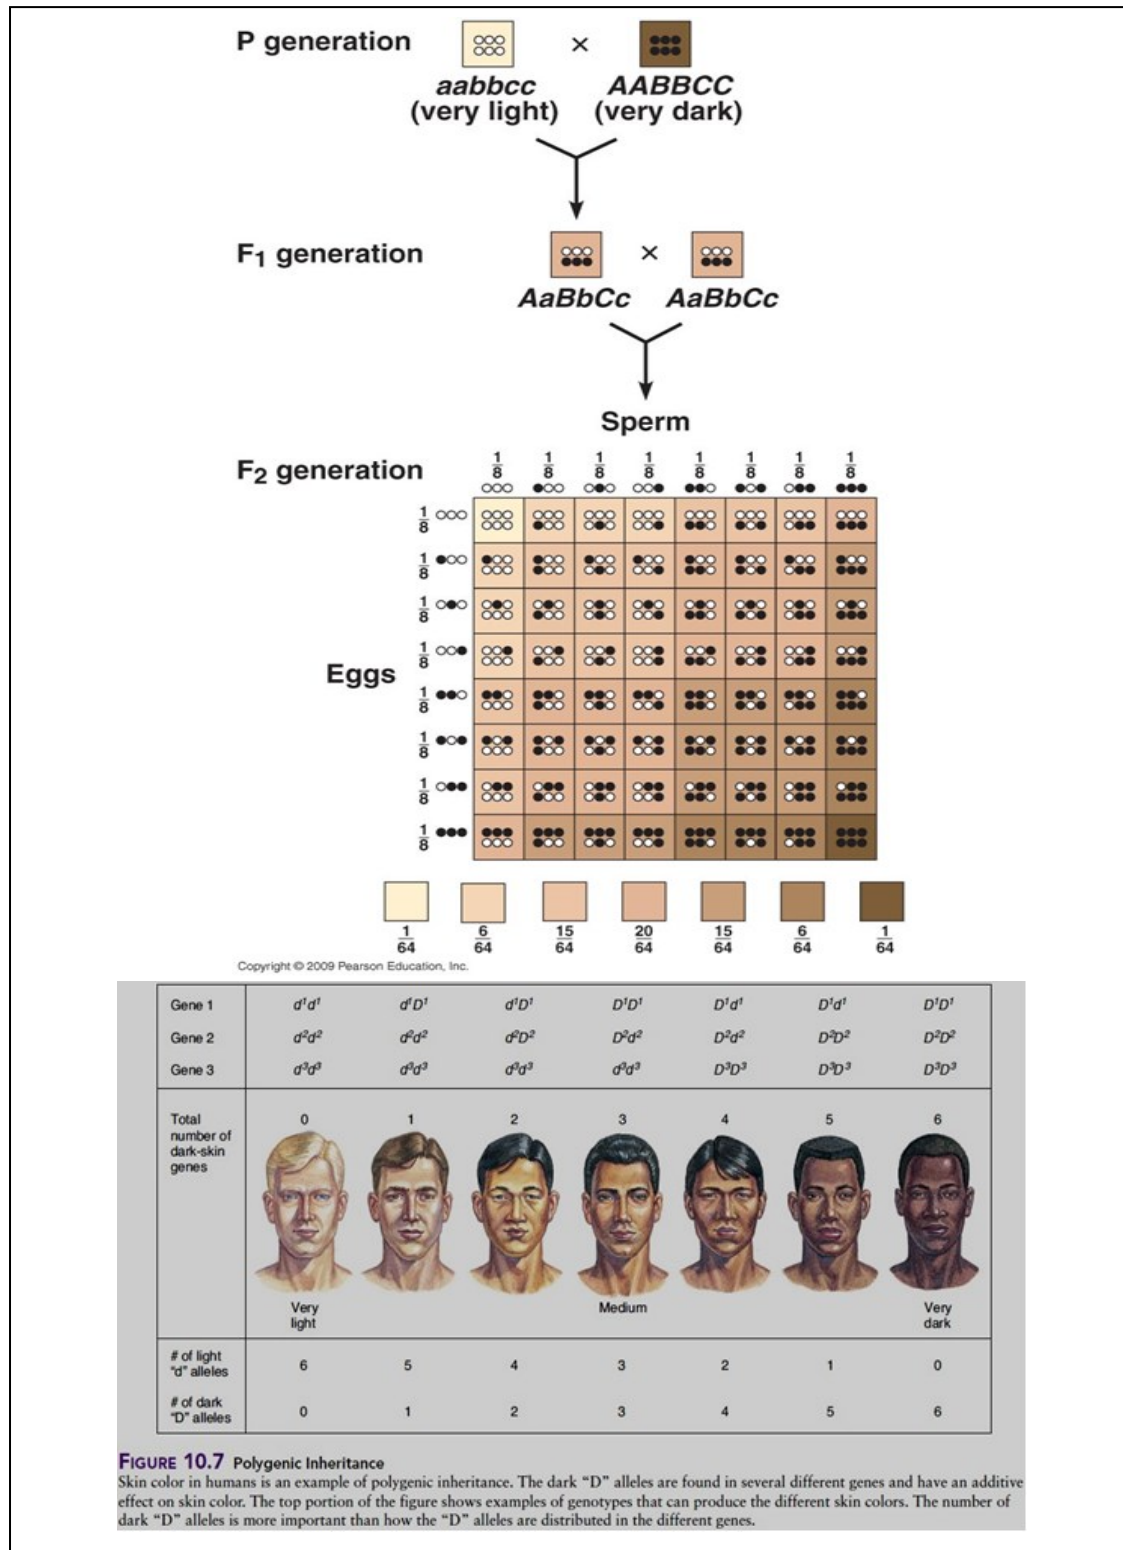 P generation
×
aabbcc
AABBCC
(very light)
(very dark)
F1 generation
×
AaBbCc
AaBbCc
Sperm
F2 generation
1/8 1/8 1/8 1/8 1/8 1/8 1/8 1/8
1/8
1/8
1/8
1/8
Eggs
1/8
1/8
1/8
1/8
1/64 6/64 15/64 20/64 15/64 6/64 1/64
Copyright © 2009 Pearson Education, Inc.
Gene 1 d¹d¹ d¹D¹ d¹D¹ D¹D¹ D¹d¹ D¹d¹ D¹D¹
Gene 2 d²d² d²d² d²D² D²d² D²d² D²D² D²D²
Gene 3 d³d³ d³d³ d³d³ d³d³ D³D³ D³D³ D³D³
Total 0 1 2 3 4 5 6
number of
dark-skin
genes
Very Medium Very
light dark
# of light
"d" alleles 6 5 4 3 2 1 0
# of dark
"D" alleles 0 1 2 3 4 5 6
FIGURE 10.7 Polygenic Inheritance
Skin color in humans is an example of polygenic inheritance. The dark "D" alleles are found in several different genes and have an additive
effect on skin color. The top portion of the figure shows examples of genotypes that can produce the different skin colors. The number of
dark "D" alleles is more important than how the "D" alleles are distributed in the different genes.